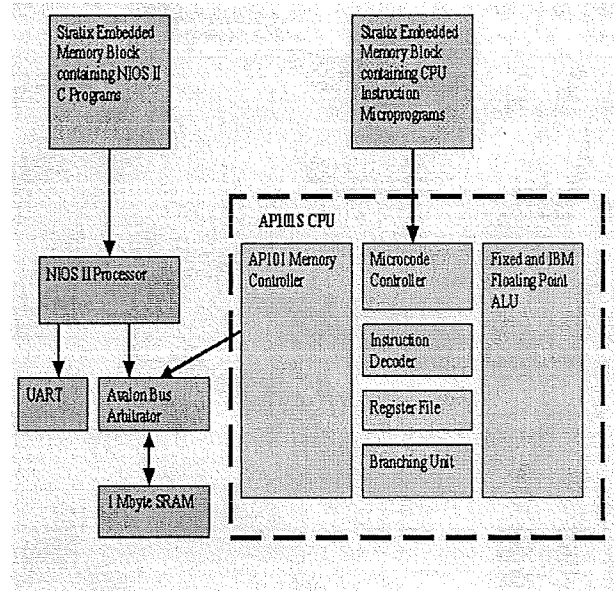 Stratix Embedded
Memory Block
containing NIOS II
C Programs
Stratix Embedded
Memory Block
containing CPU
Instruction
Microprograms
AP101S CPU
NIOS II Processor
AP101 Memory
Controller
Microcode
Controller
Fixed and IBM
Floating Point
ALU
Instruction
Decoder
UART
Avalon Bus
Arbitrator
Register File
Branching Unit
1 Mbyte SRAM